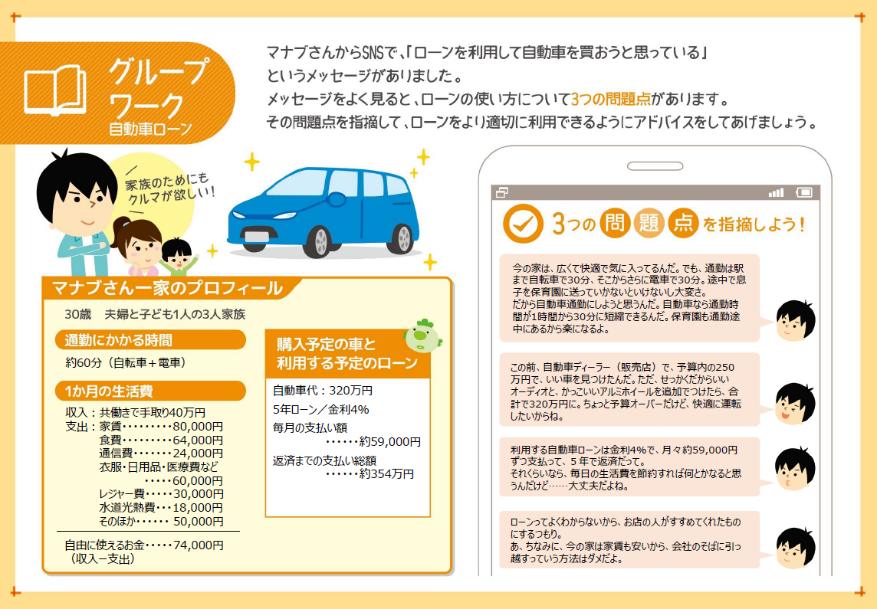 グループ
ワーク
自動車ローン
マナブさんからSNSで、「ローンを利用して自動車を買おうと思っている」
というメッセージがありました。
メッセージをよく見ると、ローンの使い方について3つの問題点があります。
その問題点を指摘して、ローンをより適切に利用できるようにアドバイスをしてあげましょう。
家族のためにも
クルマが欲しい!
マナブさん一家のプロフィール
30歳 夫婦と子ども1人の3人家族
通勤にかかる時間
約60分(自転車+電車)
1か月の生活費
収入:共働きで手取り40万円
支出:家賃・・・・・・・・・80,000円
食費・・・・・・・・・64,000円
通信費・・・・・・・24,000円
衣服・日用品・医療費など
・・・・・60,000円
レジャー費・・・・・30,000円
水道光熱費・・・18,000円
そのほか・・・・・・50,000円
自由に使えるお金・・・・・74,000円
(収入-支出)
購入予定の車と
利用する予定のローン
自動車代:320万円
5年ローン/金利4%
毎月の支払い額
・・・・・・約59,000円
返済までの支払い総額
・・・・・・約354万円
3つの問題点を指摘しよう!
今の家は、広くて快適で気に入ってるんだ。でも、通勤は駅
まで自転車で30分、そこからさらに電車で30分。途中で息
子を保育園に送っていかないといけないし大変さ。
だから自動車通勤にしようと思うんだ。自動車なら通勤時
間が1時間から30分に短縮できるんだ。保育園も通勤途
中にあるから楽になるよ。
この前、自動車ディーラー(販売店)で、予算内の250
万円で、いい車を見つけたんだ。ただ、せっかくだからいい
オーディオと、かっこいいアルミホイールを追加でつけたら、合
計で320万円に。ちょっと予算オーバーだけど、快適に運転
したいからね。
利用する自動車ローンは金利4%で、月々約59,000円
ずつ支払って、5年で返済だって。
それくらいなら、毎日の生活費を節約すれば何とかなると思
うんだけど……大丈夫だよね。
ローンってよくわからないから、お店の人がすすめてくれたもの
にするつもり。
あ、ちなみに、今の家は家賃も安いから、会社のそばに引っ
越すっていう方法はダメだよ。